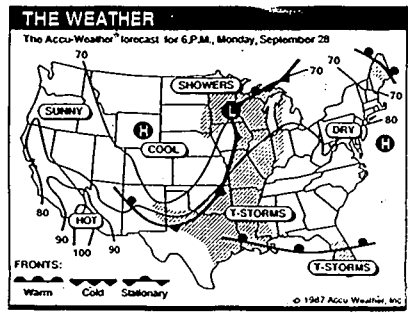 THE WEATHER
The Accu-Weather® forecast for 6 P.M., Monday, September 28
70
SHOWERS
70
70
SUNNY
L
80
H
COOL
DRY
H
80
HOT
T-STORMS
90
100
90
T-STORMS
FRONTS:
Warm Cold Stationary
© 1987 Accu Weather, Inc